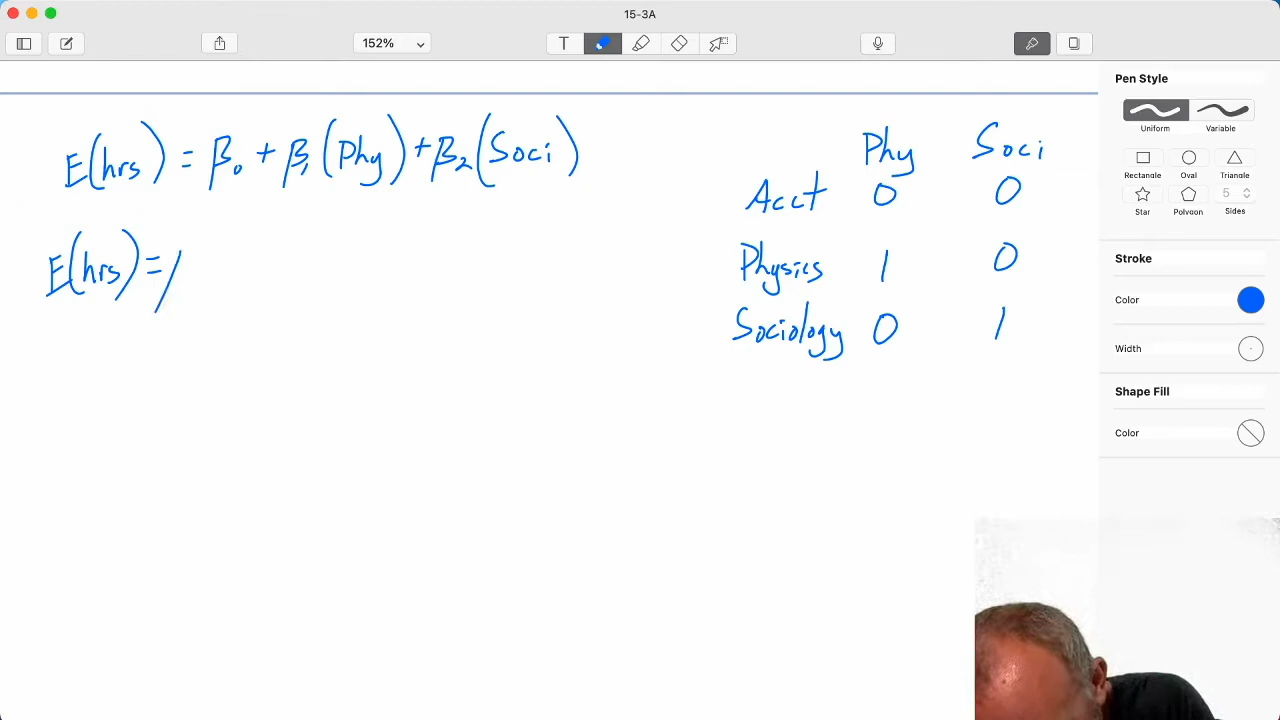 15-3A
152%
T
Pen Style
Uniform Variable
Rectangle Oval Triangle
5
Star Polygon Sides
Stroke
Color
Width
Shape Fill
Color
E(hrs) = β₀ + β₁(Phy) + β₂(Soci)
E(hrs) =
Phy Soci
Acct 0 0
Physics 1 0
Sociology 0 1